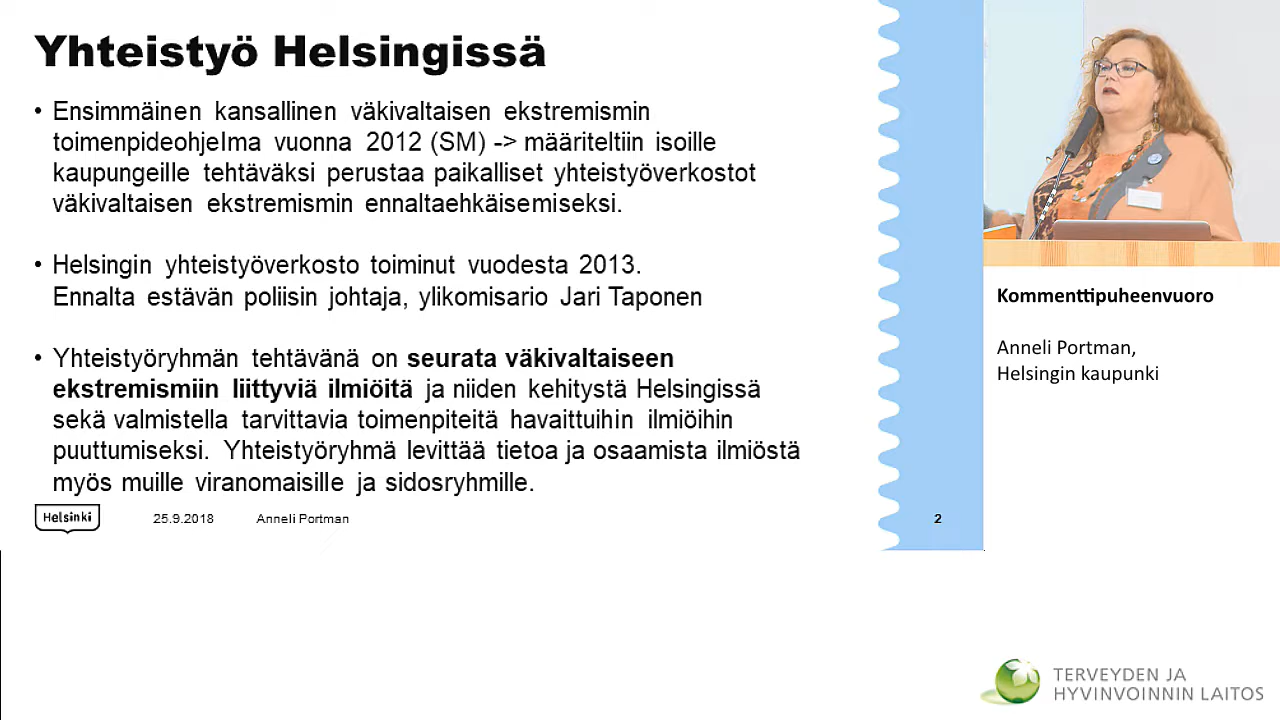 Yhteistyö Helsingissä
• Ensimmäinen kansallinen väkivaltaisen ekstremismin
toimenpideohjelma vuonna 2012 (SM) -> määriteltiin isoille
kaupungeille tehtäväksi perustaa paikalliset yhteistyöverkostot
väkivaltaisen ekstremismin ennaltaehkäisemiseksi.
• Helsingin yhteistyöverkosto toiminut vuodesta 2013.
Ennalta estävän poliisin johtaja, ylikomisario Jari Taponen
• Yhteistyöryhmän tehtävänä on seurata väkivaltaiseen
ekstremismiin liittyviä ilmiöitä ja niiden kehitystä Helsingissä
sekä valmistella tarvittavia toimenpiteitä havaittuihin ilmiöihin
puuttumiseksi. Yhteistyöryhmä levittää tietoa ja osaamista ilmiöstä
myös muille viranomaisille ja sidosryhmille.
Helsinki
25.9.2018
Anneli Portman
2
Kommenttipuheenvuoro
Anneli Portman,
Helsingin kaupunki
TERVEYDEN JA
HYVINVOINNIN LAITOS